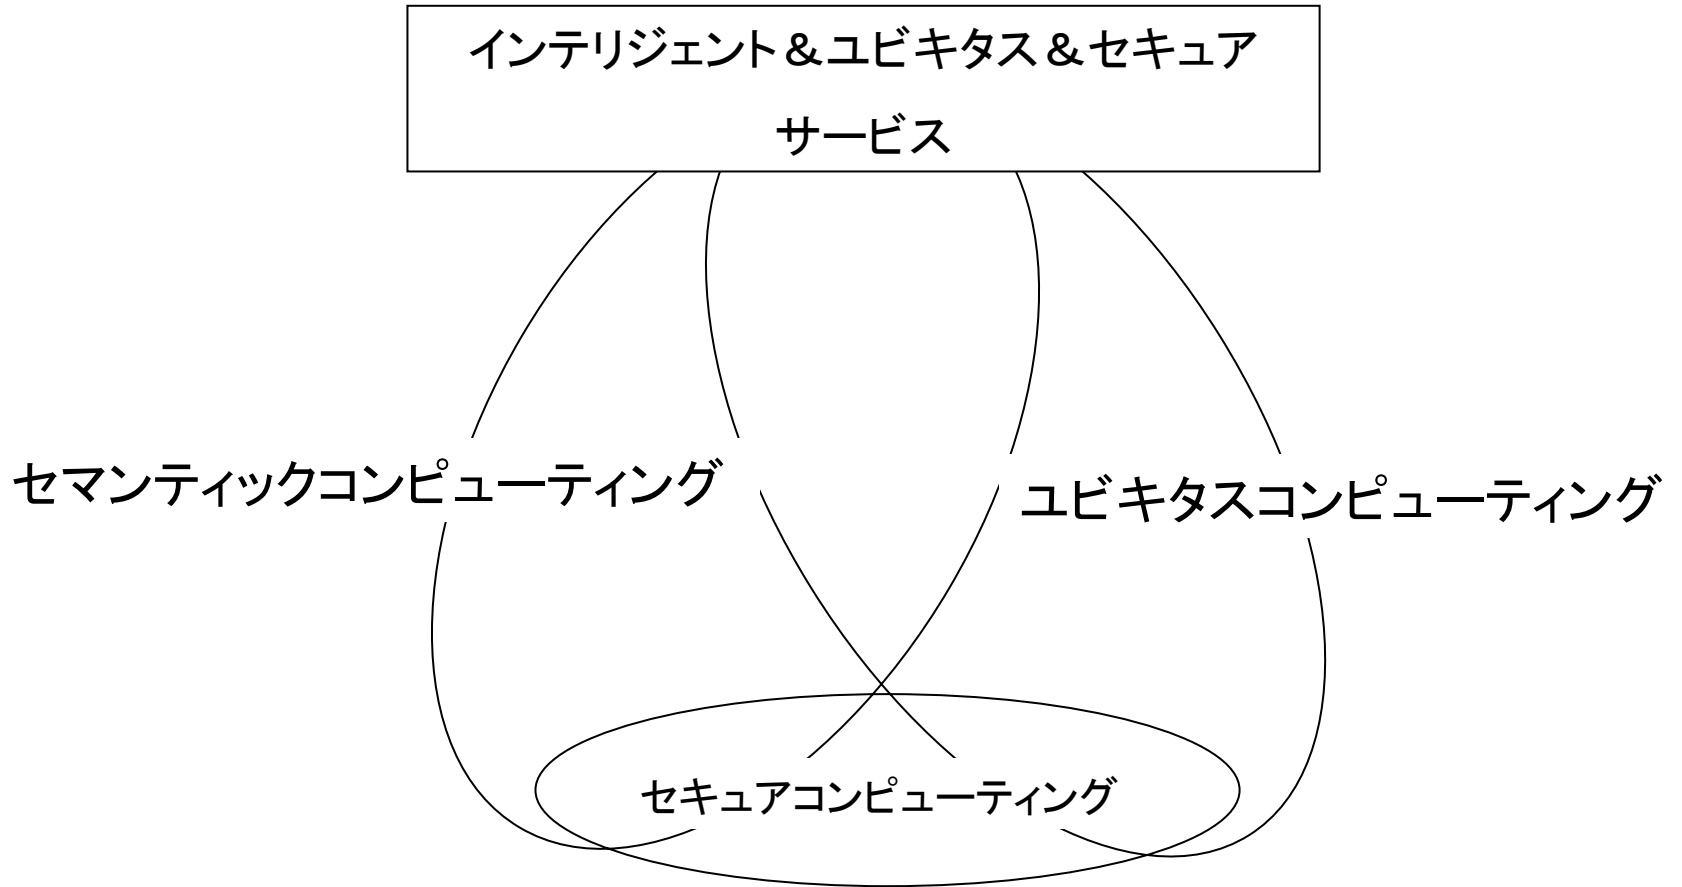 インテリジェント＆ユビキタス＆セキュア
サービス
セマンティックコンピューティング
ユビキタスコンピューティング
セキュアコンピューティング